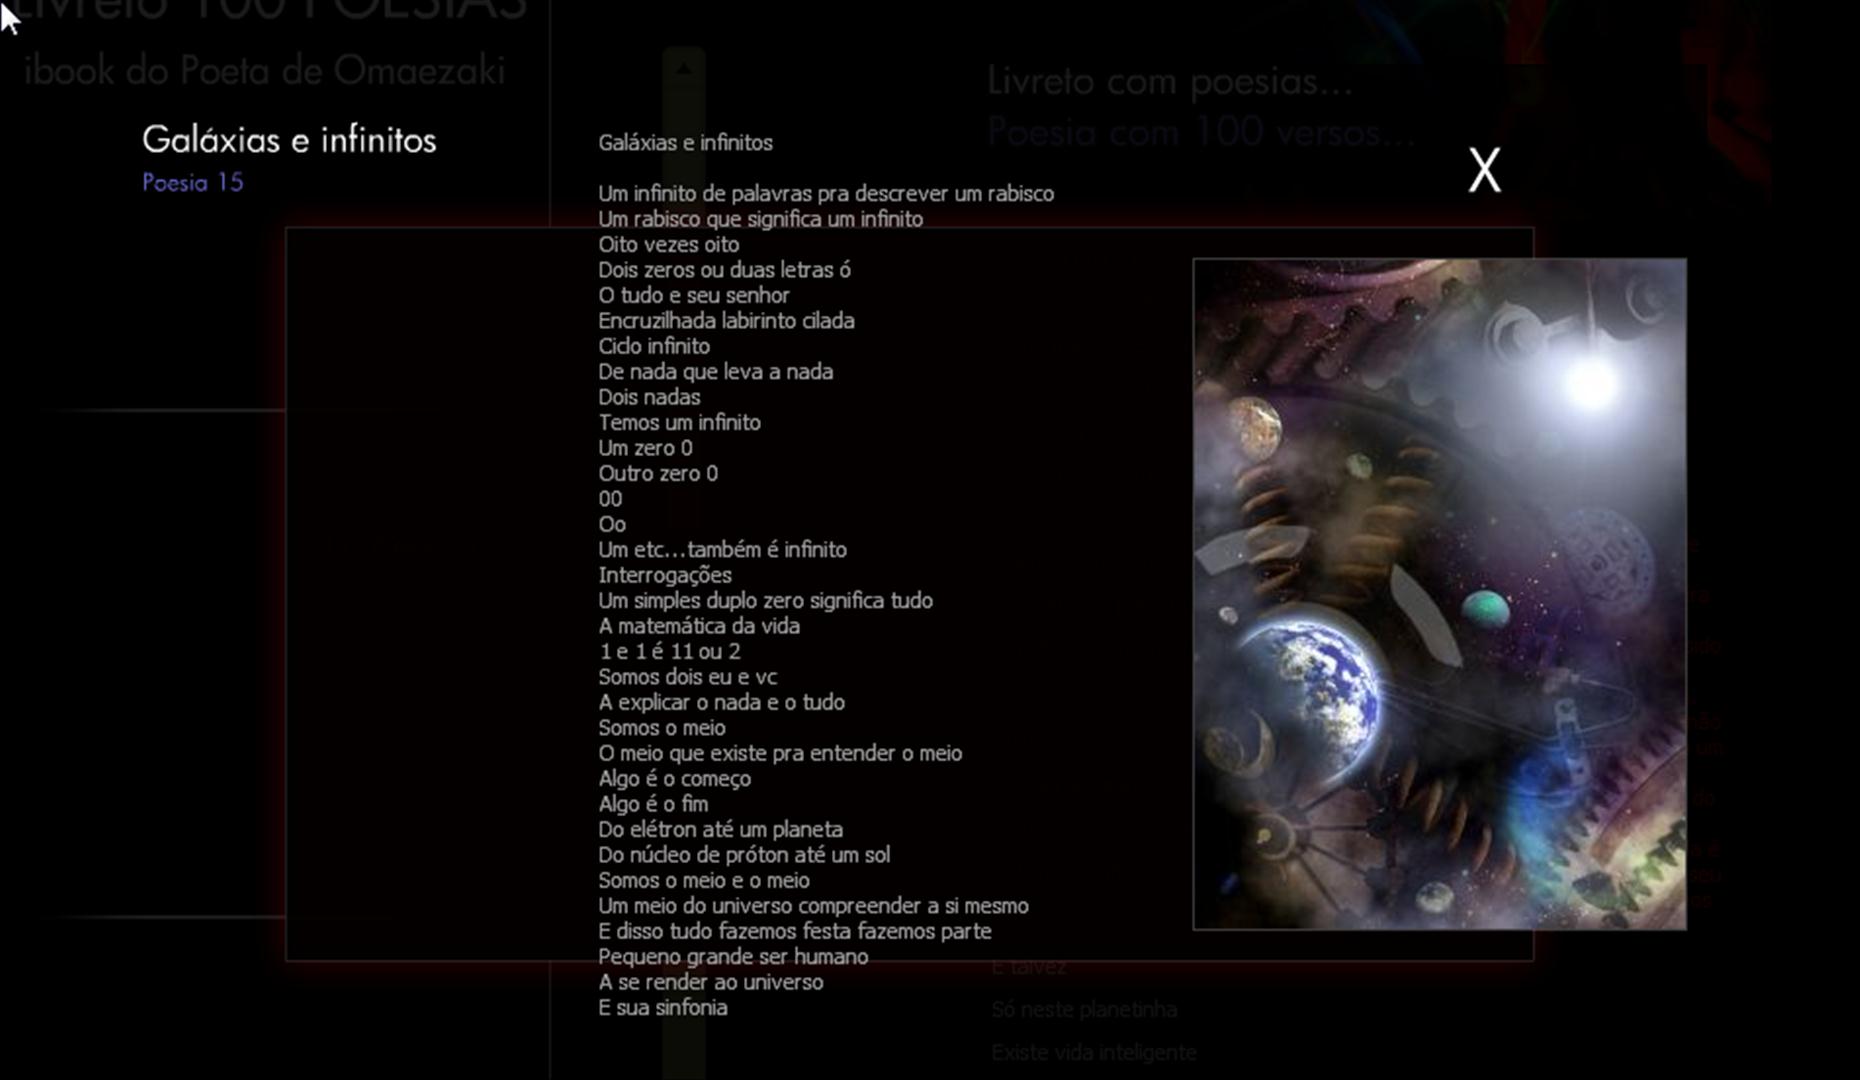 Livreto 100 POESIAS
ibook do Poeta de Omaezaki
Livreto com poesias...
Poesia com 100 versos...
Galáxias e infinitos
Poesia 15
X
Galáxias e infinitos
Um infinito de palavras pra descrever um rabisco
Um rabisco que significa um infinito
Oito vezes oito
Dois zeros ou duas letras ó
O tudo e seu senhor
Encruzilhada labirinto cilada
Ciclo infinito
De nada que leva a nada
Dois nadas
Temos um infinito
Um zero 0
Outro zero 0
00
Oo
Um etc...também é infinito
Interrogações
Um simples duplo zero significa tudo
A matemática da vida
1 e 1 é 11 ou 2
Somos dois eu e vc
A explicar o nada e o tudo
Somos o meio
O meio que existe pra entender o meio
Algo é o começo
Algo é o fim
Do elétron até um planeta
Do núcleo de próton até um sol
Somos o meio e o meio
Um meio do universo compreender a si mesmo
E disso tudo fazemos festa fazemos parte
Pequeno grande ser humano
A se render ao universo
E sua sinfonia
E talvez
Só neste planetinha
Existe vida inteligente